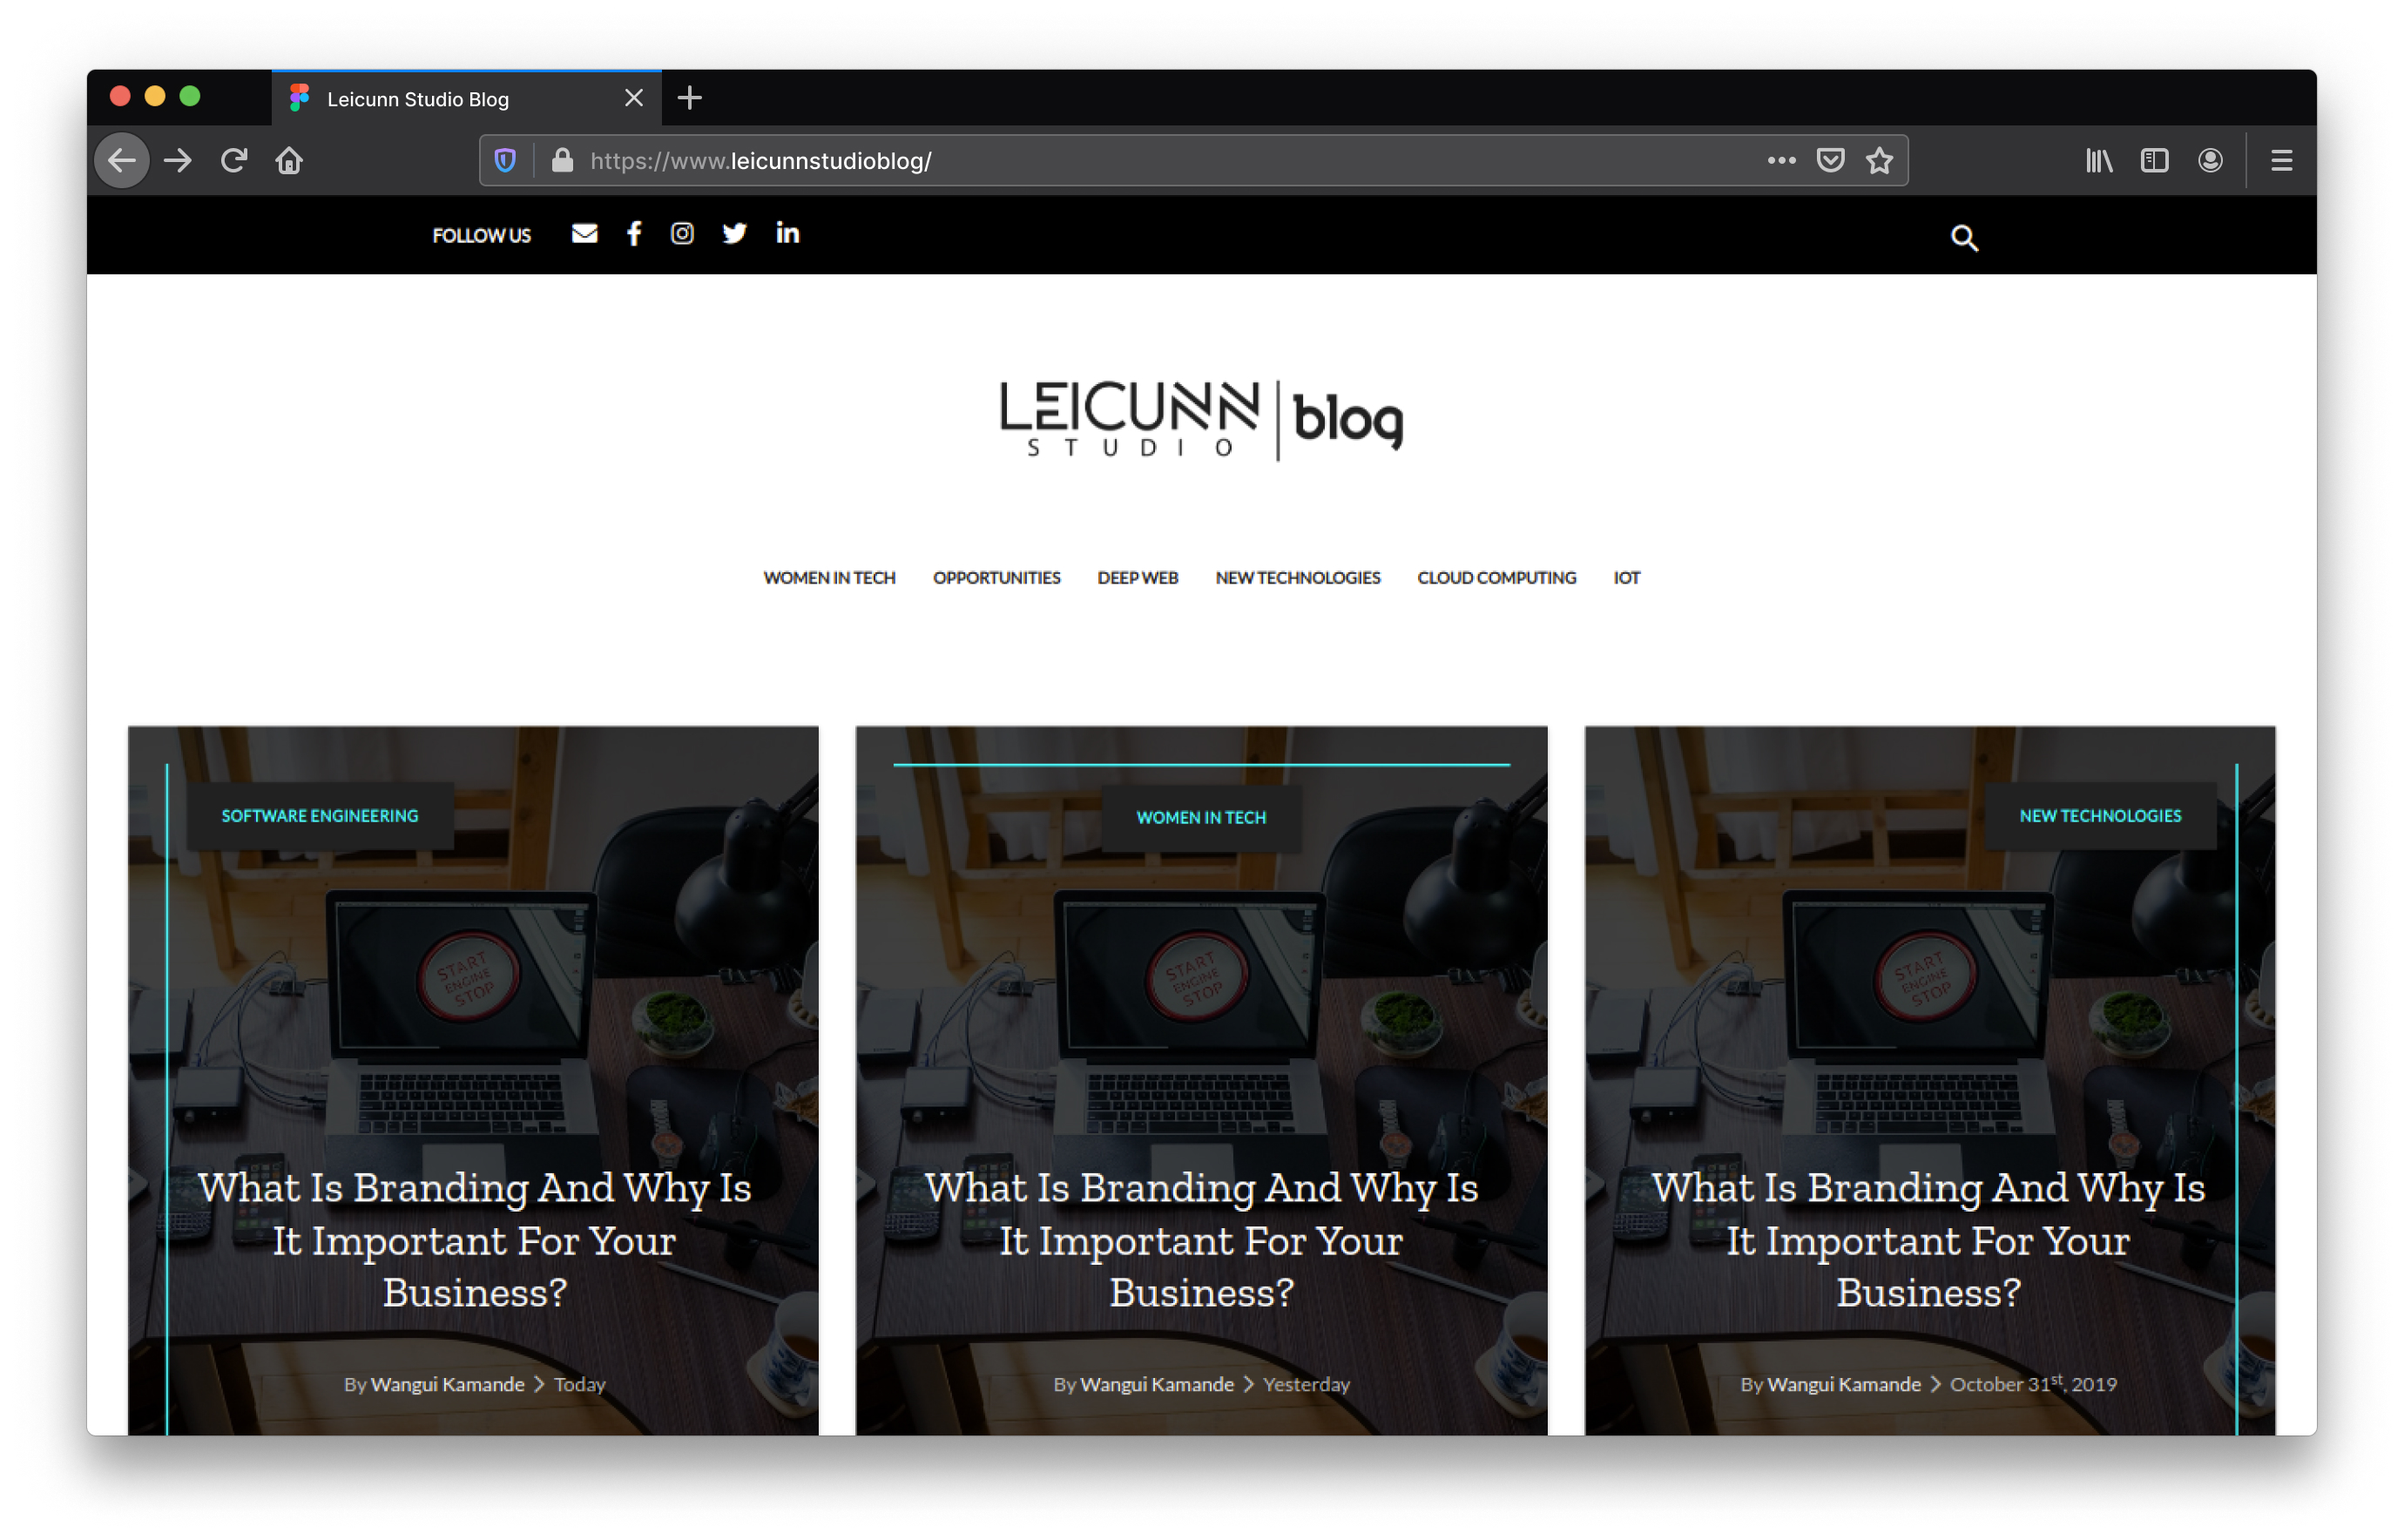 Leicunn Studio Blog
https://www.leicunnstudioblog/
FOLLOW US
LEICUNN
STUDIO
blog
WOMEN IN TECH OPPORTUNITIES DEEP WEB NEW TECHNOLOGIES CLOUD COMPUTING IOT
SOFTWARE ENGINEERING
START
ENGINE
STOP
What Is Branding And Why Is
It Important For Your
Business?
By Wangui Kamande > Today
WOMEN IN TECH
START
ENGINE
STOP
What Is Branding And Why Is
It Important For Your
Business?
By Wangui Kamande > Yesterday
NEW TECHNOLOGIES
START
ENGINE
STOP
What Is Branding And Why Is
It Important For Your
Business?
By Wangui Kamande > October 31st, 2019